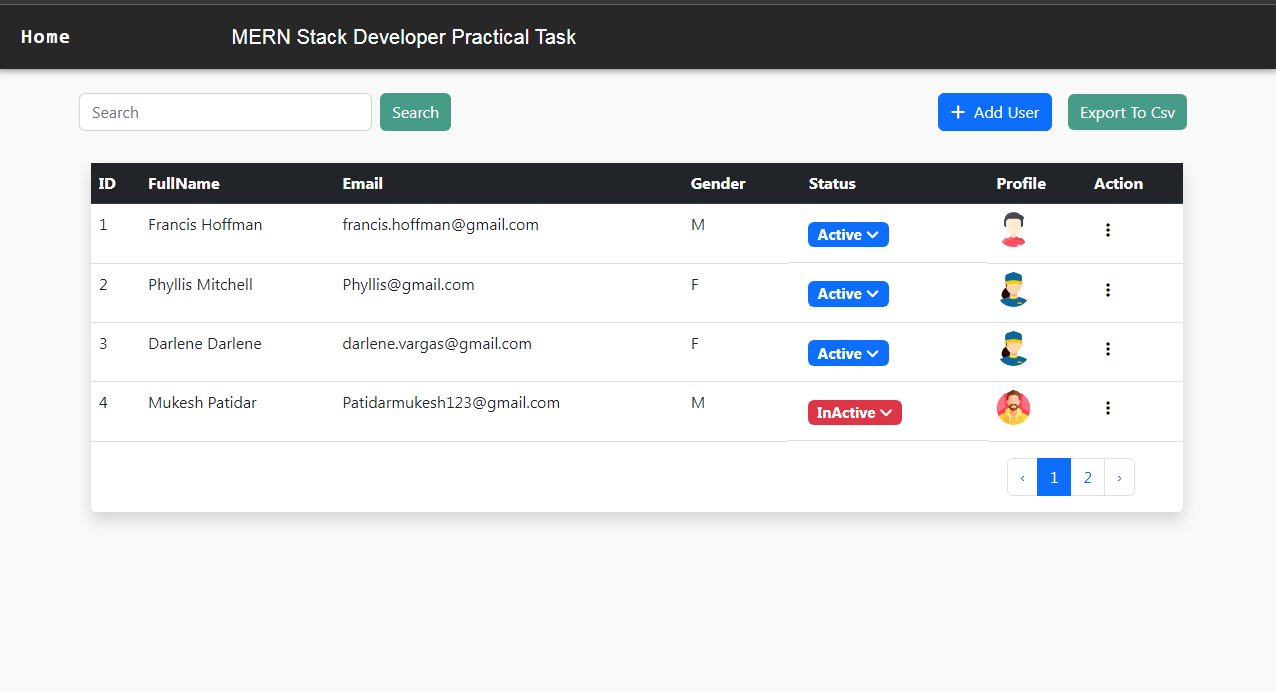 Home MERN Stack Developer Practical Task
Search Search + Add User Export To Csv
ID FullName Email Gender Status Profile Action
1 Francis Hoffman francis.hoffman@gmail.com M Active
2 Phyllis Mitchell Phyllis@gmail.com F Active
3 Darlene Darlene darlene.vargas@gmail.com F Active
4 Mukesh Patidar Patidarmukesh123@gmail.com M InActive
‹ 1 2 ›